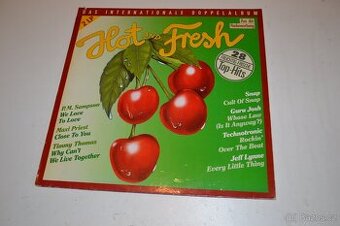 DAS INTERNATIONALE DOPPELALBUM
Hot and Fresh
28
Top-Hits
P.M. Sampson
We Love
To Love
Maxi Priest
Close To You
Timmy Thomas
Why Can't
We Live Together
Snap
Cult Of Snap
Guru Josh
Whose Law
(Is It Anyway?)
Technotronic
Rockin'
Over The Beat
Jeff Lynne
Every Little Thing